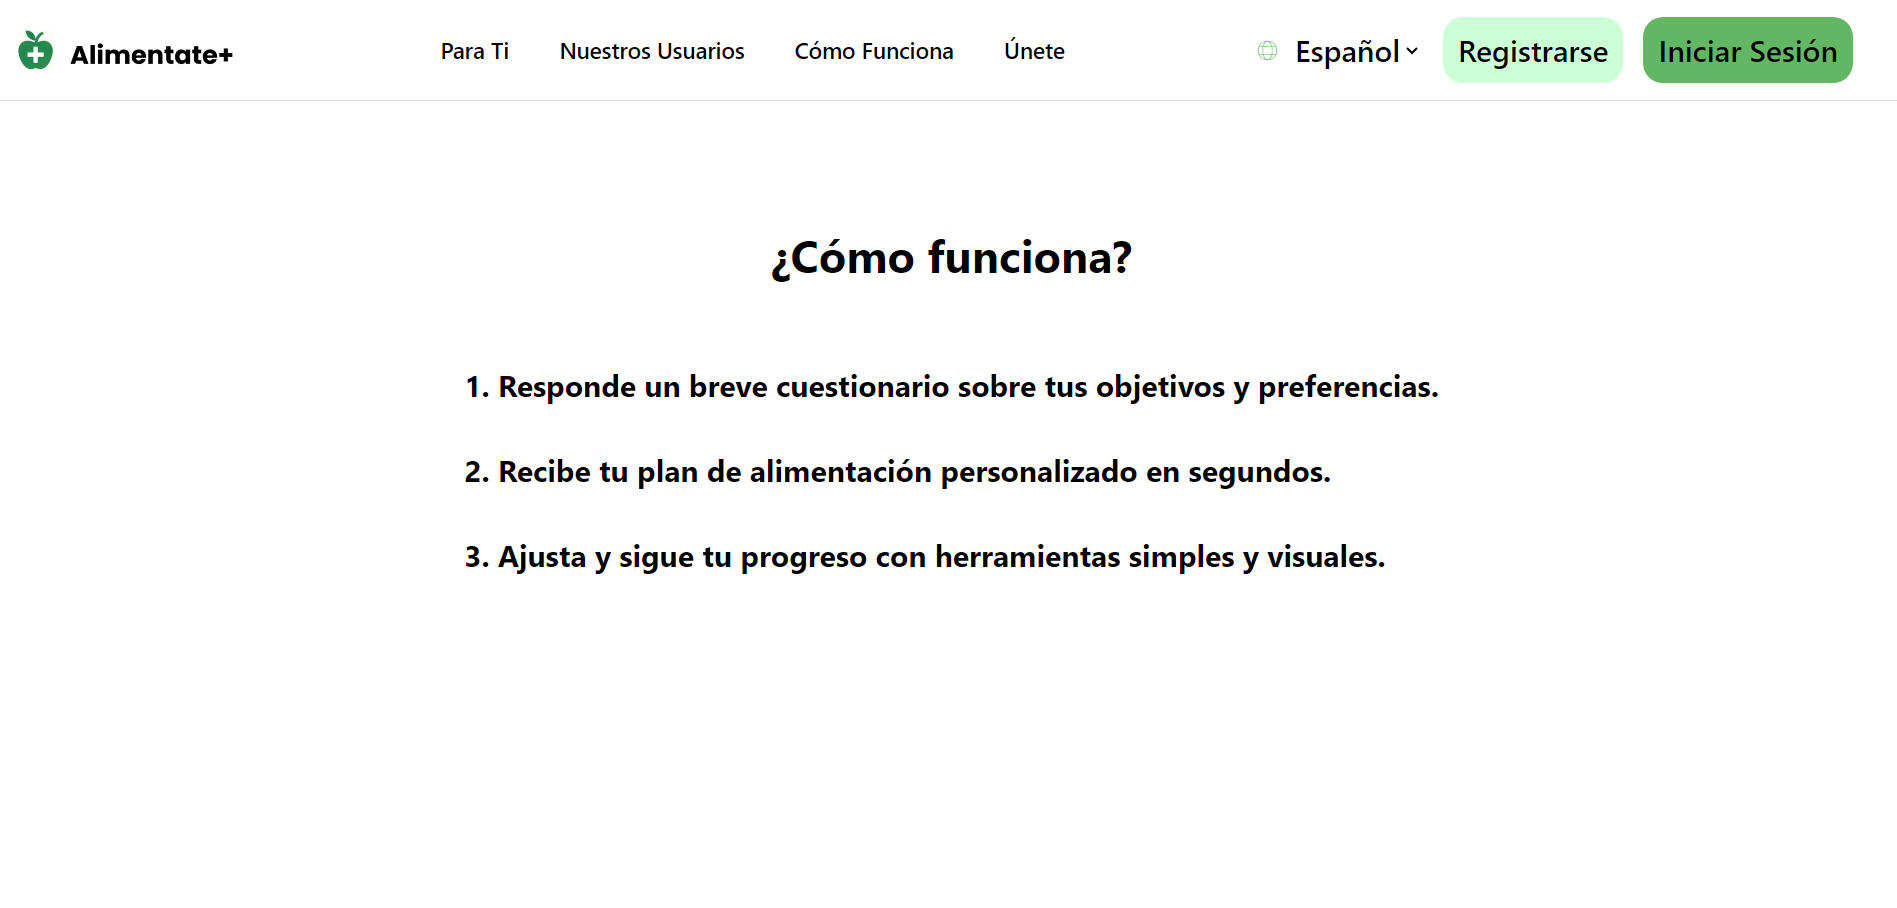 Alimentate+
Para Ti
Nuestros Usuarios
Cómo Funciona
Únete
Español
Registrarse
Iniciar Sesión
¿Cómo funciona?
1. Responde un breve cuestionario sobre tus objetivos y preferencias.
2. Recibe tu plan de alimentación personalizado en segundos.
3. Ajusta y sigue tu progreso con herramientas simples y visuales.